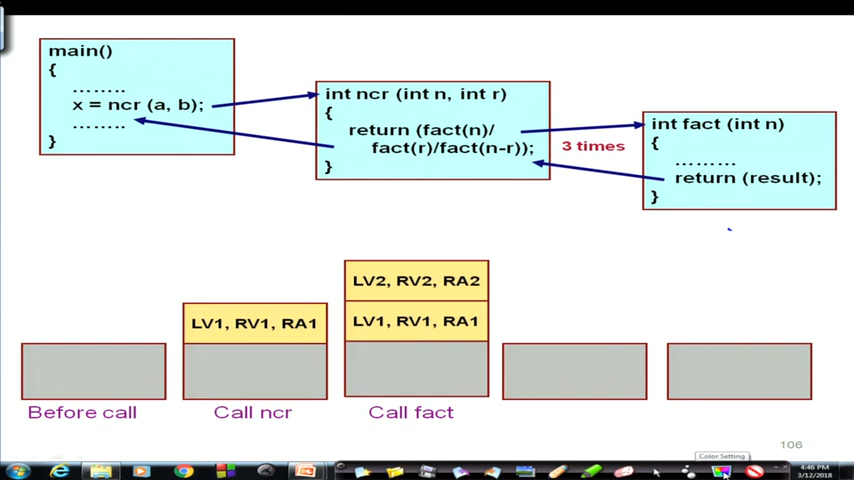 main()
{
……..
x = ncr (a, b);
……..
}
int ncr (int n, int r)
{
return (fact(n)/
fact(r)/fact(n-r));
}
3 times
int fact (int n)
{
………
return (result);
}
LV2, RV2, RA2
LV1, RV1, RA1
LV1, RV1, RA1
Before call
Call ncr
Call fact
106
Color Setting
4:46 PM
3/12/2018